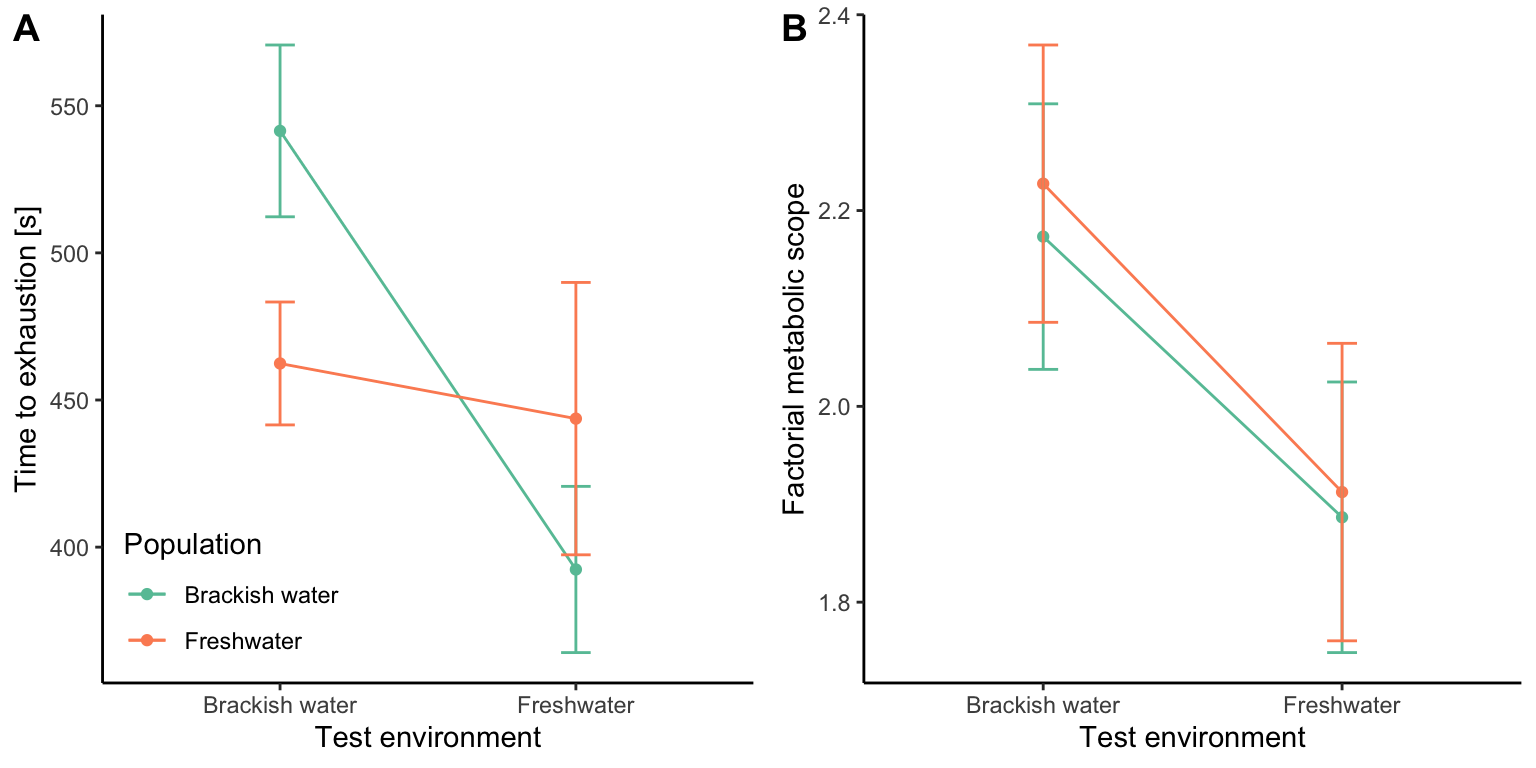 A
Time to exhaustion [s]
550
500
450
400
Population
Brackish water
Freshwater
Brackish water
Freshwater
Test environment
B
Factorial metabolic scope
2.4
2.2
2.0
1.8
Brackish water
Freshwater
Test environment